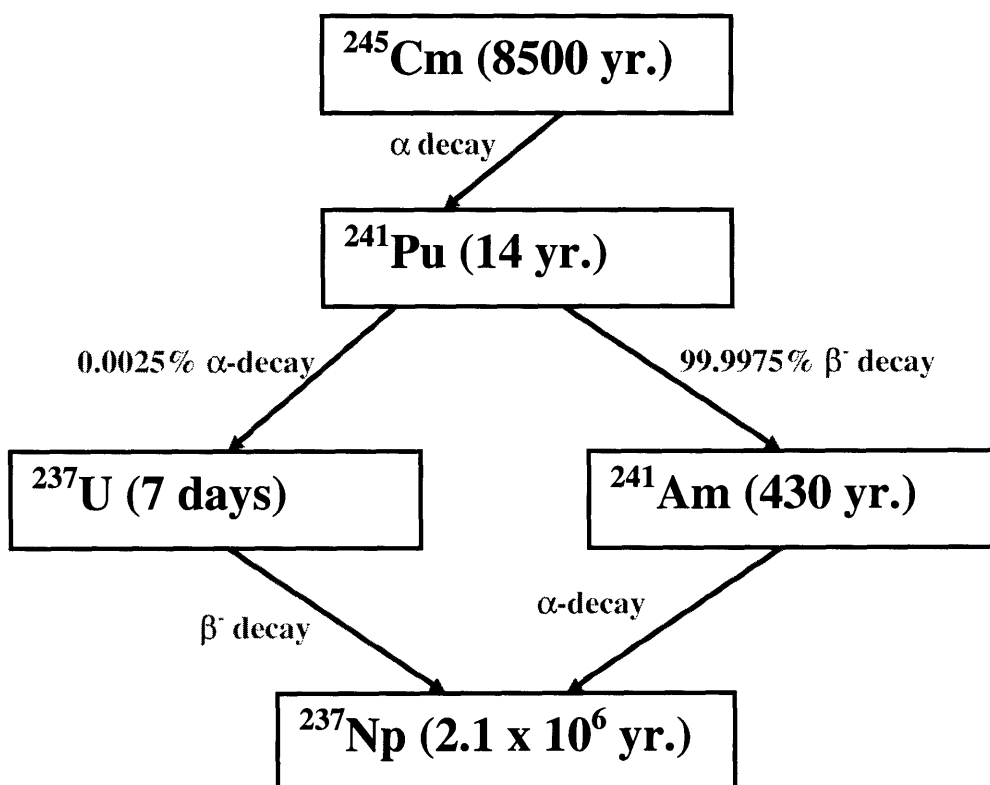 ²⁴⁵Cm (8500 yr.)
α decay
²⁴¹Pu (14 yr.)
0.0025% α-decay
99.9975% β⁻ decay
²³⁷U (7 days)
²⁴¹Am (430 yr.)
β⁻ decay
α-decay
²³⁷Np (2.1 x 10⁶ yr.)